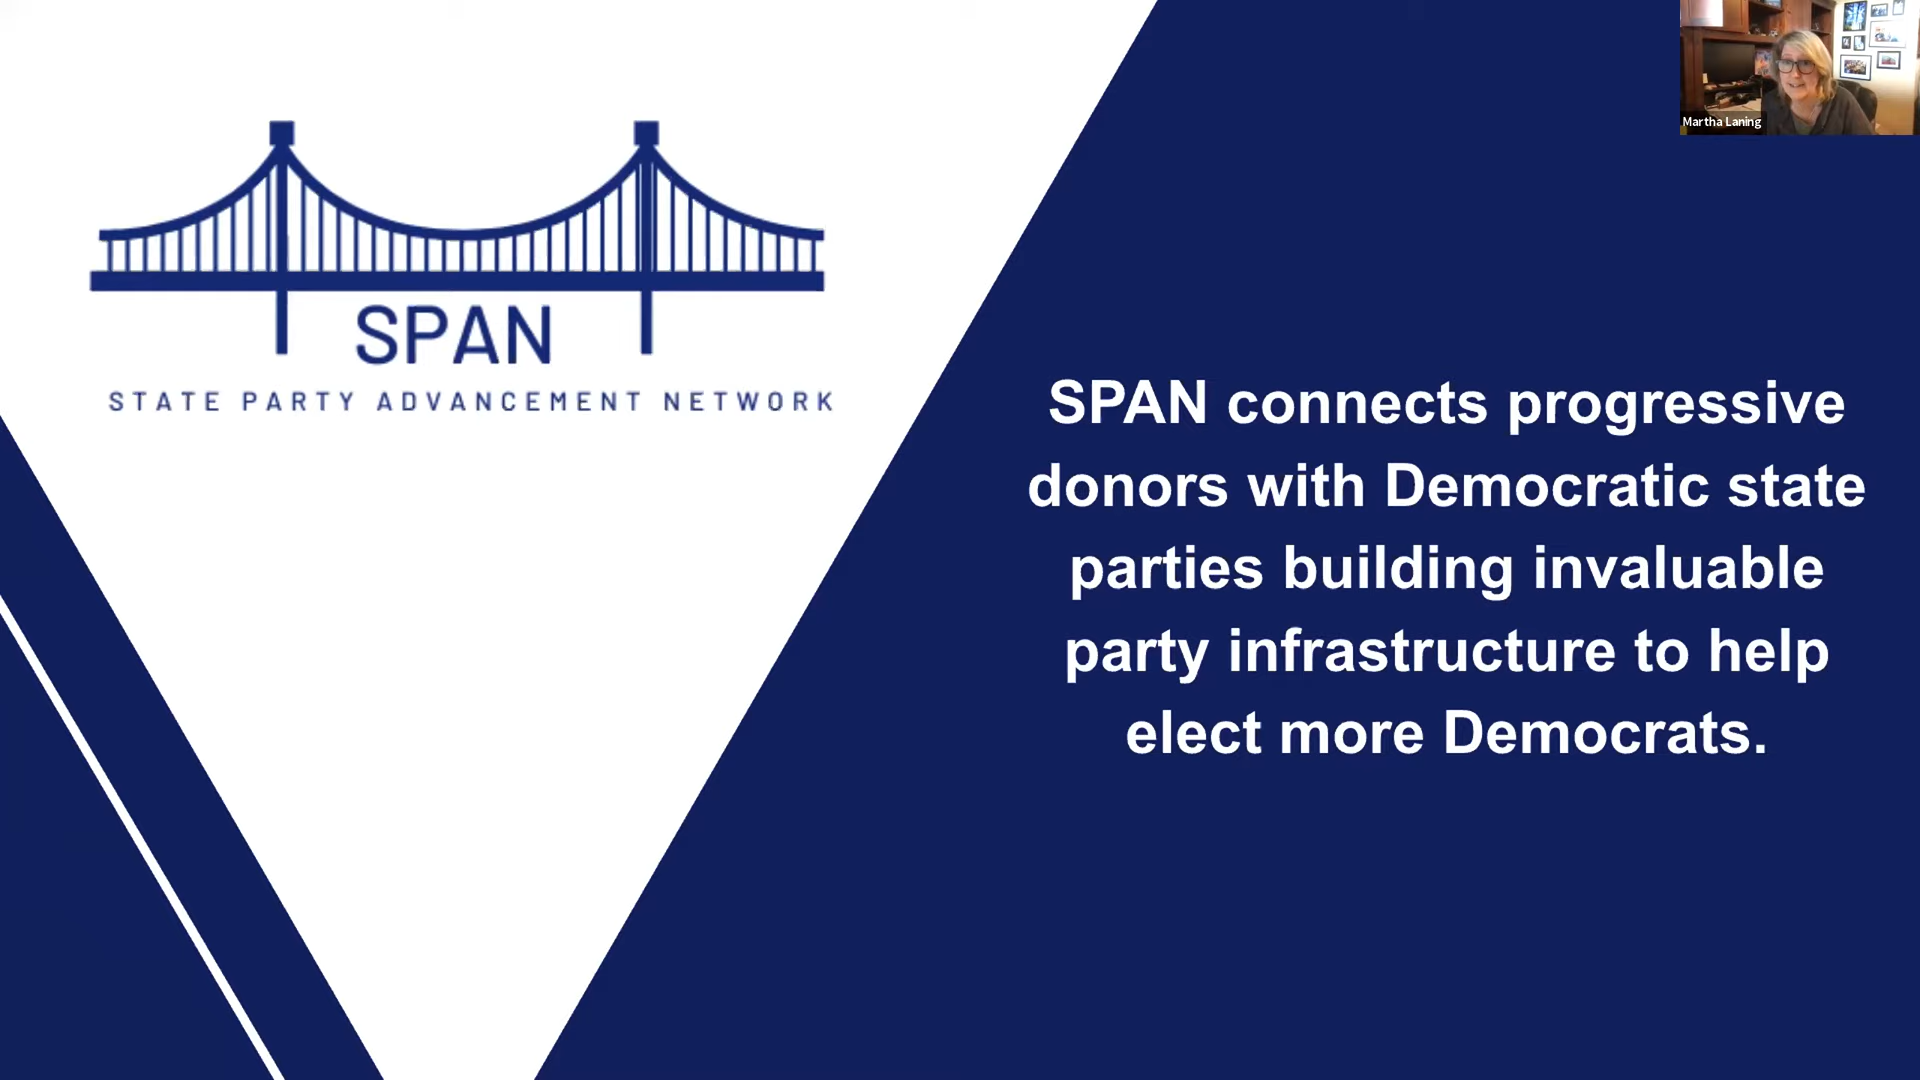 SPAN
STATE PARTY ADVANCEMENT NETWORK
SPAN connects progressive
donors with Democratic state
parties building invaluable
party infrastructure to help
elect more Democrats.
Martha Laning